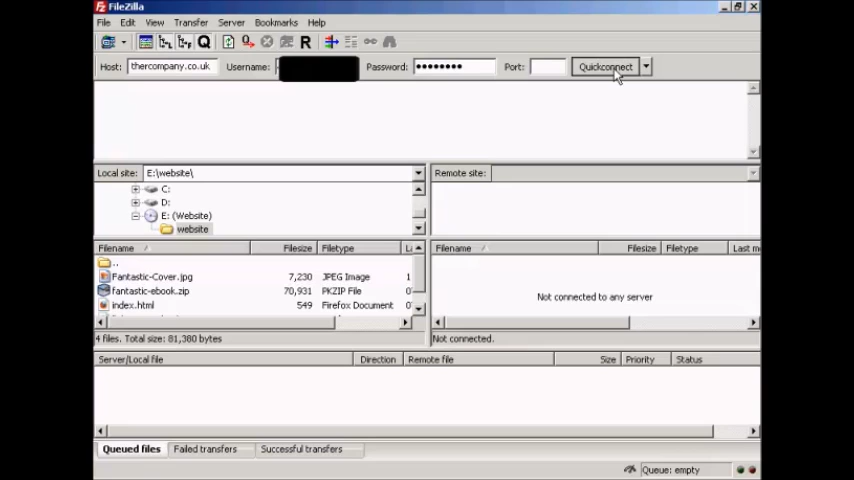 FileZilla
File Edit View Transfer Server Bookmarks Help
Host: thercompany.co.uk Username: Password: ●●●●●●●● Port: Quickconnect
Local site: E:\website\ Remote site:
C:
D:
E: (Website)
website
Filename Filesize Filetype Filename Filesize Filetype Last m
..
Fantastic-Cover.jpg 7,230 JPEG Image 1
fantastic-ebook.zip 70,931 PKZIP File 0
index.html 549 Firefox Document 0
Not connected to any server
4 files. Total size: 81,380 bytes Not connected.
Server/Local file Direction Remote file Size Priority Status
Queued files Failed transfers Successful transfers
Queue: empty